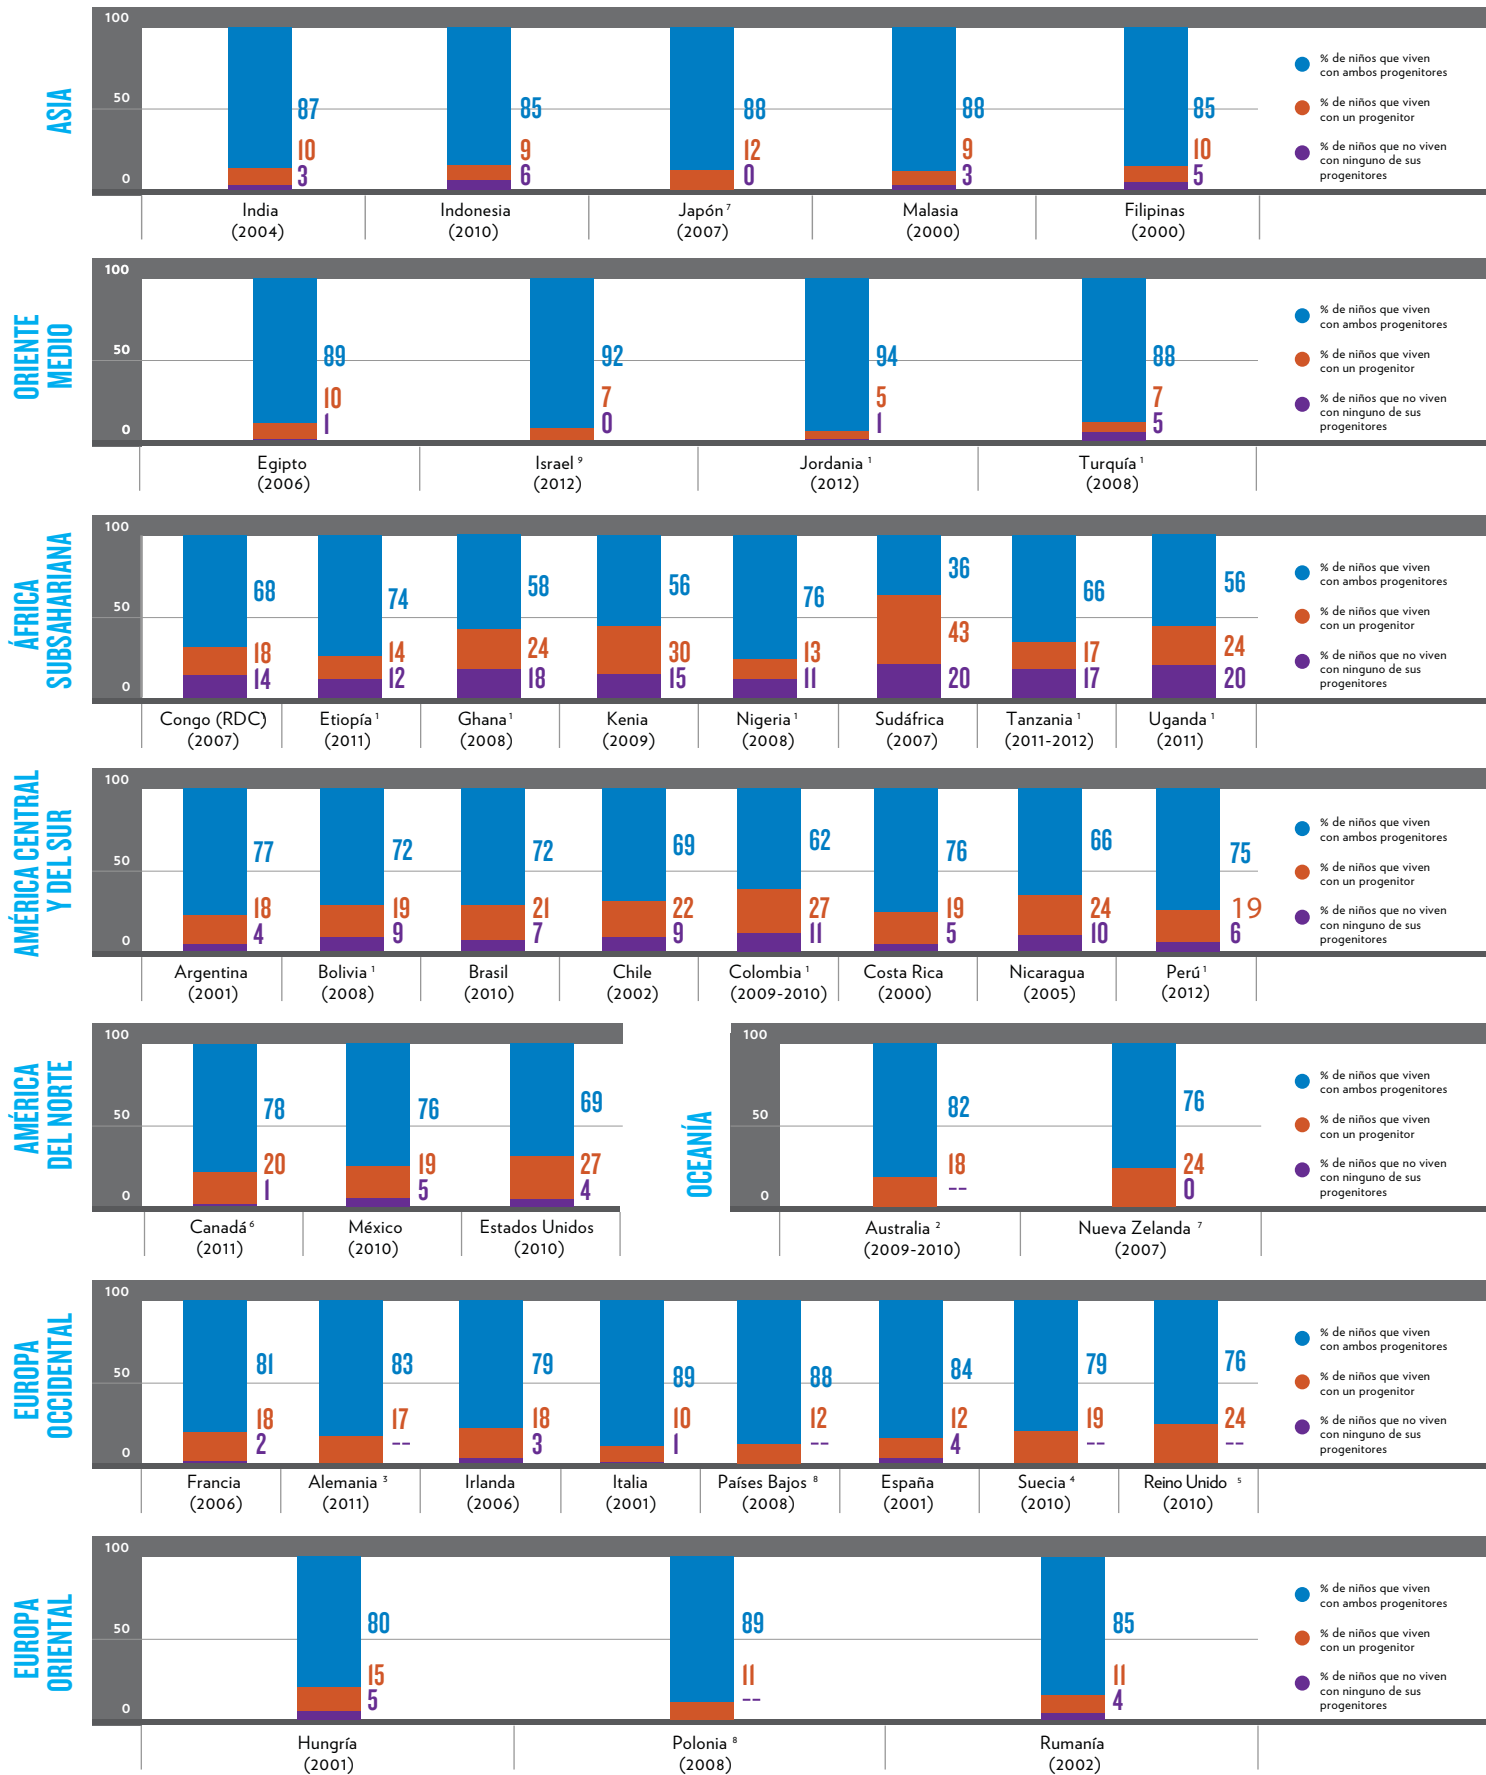 ASIA
100
50
0
87
10
3
85
9
6
88
12
0
88
9
3
85
10
5
% de niños que viven
con ambos progenitores
% de niños que viven
con un progenitor
% de niños que no viven
con ninguno de sus
progenitores
India
(2004)
Indonesia
(2010)
Japón 7
(2007)
Malasia
(2000)
Filipinas
(2000)
ORIENTE
MEDIO
100
50
0
89
10
1
92
7
0
94
5
1
88
7
5
% de niños que viven
con ambos progenitores
% de niños que viven
con un progenitor
% de niños que no viven
con ninguno de sus
progenitores
Egipto
(2006)
Israel 9
(2012)
Jordania 1
(2012)
Turquía 1
(2008)
ÁFRICA
SUBSAHARIANA
100
50
0
68
18
14
74
14
12
58
24
18
56
30
15
76
13
11
36
43
20
66
17
17
56
24
20
% de niños que viven
con ambos progenitores
% de niños que viven
con un progenitor
% de niños que no viven
con ninguno de sus
progenitores
Congo (RDC)
(2007)
Etiopía 1
(2011)
Ghana 1
(2008)
Kenia
(2009)
Nigeria 1
(2008)
Sudáfrica
(2007)
Tanzania 1
(2011-2012)
Uganda 1
(2011)
AMÉRICA CENTRAL
Y DEL SUR
100
50
0
77
18
4
72
19
9
72
21
7
69
22
9
62
27
11
76
19
5
66
24
10
75
19
6
% de niños que viven
con ambos progenitores
% de niños que viven
con un progenitor
% de niños que no viven
con ninguno de sus
progenitores
Argentina
(2001)
Bolivia 1
(2008)
Brasil
(2010)
Chile
(2002)
Colombia 1
(2009-2010)
Costa Rica
(2000)
Nicaragua
(2005)
Perú 1
(2012)
AMÉRICA
DEL NORTE
100
50
0
78
20
1
76
19
5
69
27
4
Canadá 6
(2011)
México
(2010)
Estados Unidos
(2010)
OCEANÍA
100
50
0
82
18
--
76
24
0
% de niños que viven
con ambos progenitores
% de niños que viven
con un progenitor
% de niños que no viven
con ninguno de sus
progenitores
Australia 2
(2009-2010)
Nueva Zelanda 7
(2007)
EUROPA
OCCIDENTAL
100
50
0
81
18
2
83
17
--
79
18
3
89
10
1
88
12
--
84
12
4
79
19
--
76
24
--
% de niños que viven
con ambos progenitores
% de niños que viven
con un progenitor
% de niños que no viven
con ninguno de sus
progenitores
Francia
(2006)
Alemania 3
(2011)
Irlanda
(2006)
Italia
(2001)
Países Bajos 8
(2008)
España
(2001)
Suecia 4
(2010)
Reino Unido 5
(2010)
EUROPA
ORIENTAL
100
50
0
80
15
5
89
11
--
85
11
4
% de niños que viven
con ambos progenitores
% de niños que viven
con un progenitor
% de niños que no viven
con ninguno de sus
progenitores
Hungría
(2001)
Polonia 8
(2008)
Rumanía
(2002)